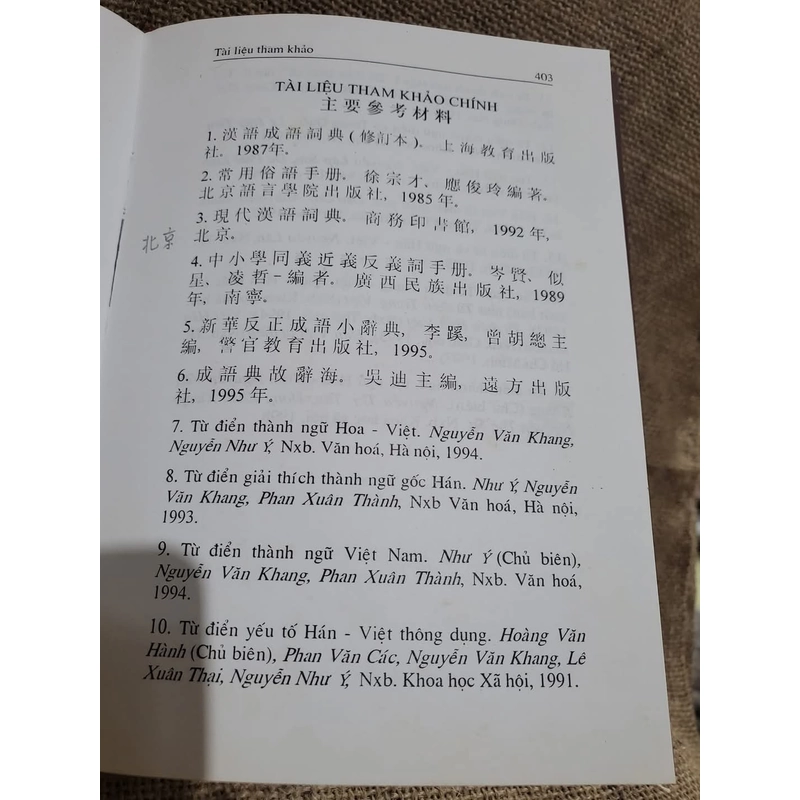 Tài liệu tham khảo
403
TÀI LIỆU THAM KHẢO CHÍNH
主要參考材料
1. 漢語成語詞典(修訂本)。上海教育出版
社. 1987年。
2. 常用俗語手册. 徐宗才、應俊玲編著。
北京語言學院出版社, 1985年。
3. 現代漢語詞典。商務印書館, 1992年,
北京。
北京
4. 中小學同義近義反義詞手册. 岑賢、似
星、凌哲-編者. 廣西民族出版社, 1989
年, 南寧。
5. 新華反正成語小辭典, 李蹊, 曾胡總主
編, 警官教育出版社, 1995。
6. 成語典故辭海。吳迪主編, 遠方出版
社, 1995年。
7. Từ điển thành ngữ Hoa - Việt. Nguyễn Văn Khang,
Nguyễn Như Ý, Nxb. Văn hoá, Hà nội, 1994.
8. Từ điển giải thích thành ngữ gốc Hán. Như Ý, Nguyễn
Văn Khang, Phan Xuân Thành, Nxb Văn hoá, Hà nội,
1993.
9. Từ điển thành ngữ Việt Nam. Như Ý (Chủ biên),
Nguyễn Văn Khang, Phan Xuân Thành, Nxb. Văn hoá,
1994.
10. Từ điển yếu tố Hán - Việt thông dụng. Hoàng Văn
Hành (Chủ biên), Phan Văn Các, Nguyễn Văn Khang, Lê
Xuân Thại, Nguyễn Như Ý, Nxb. Khoa học Xã hội, 1991.